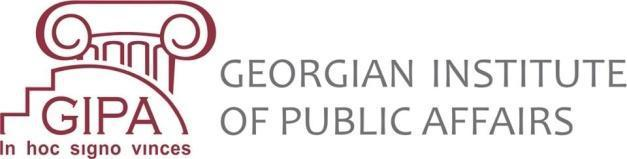 GIPA
In hoc signo vinces
GEORGIAN INSTITUTE
OF PUBLIC AFFAIRS